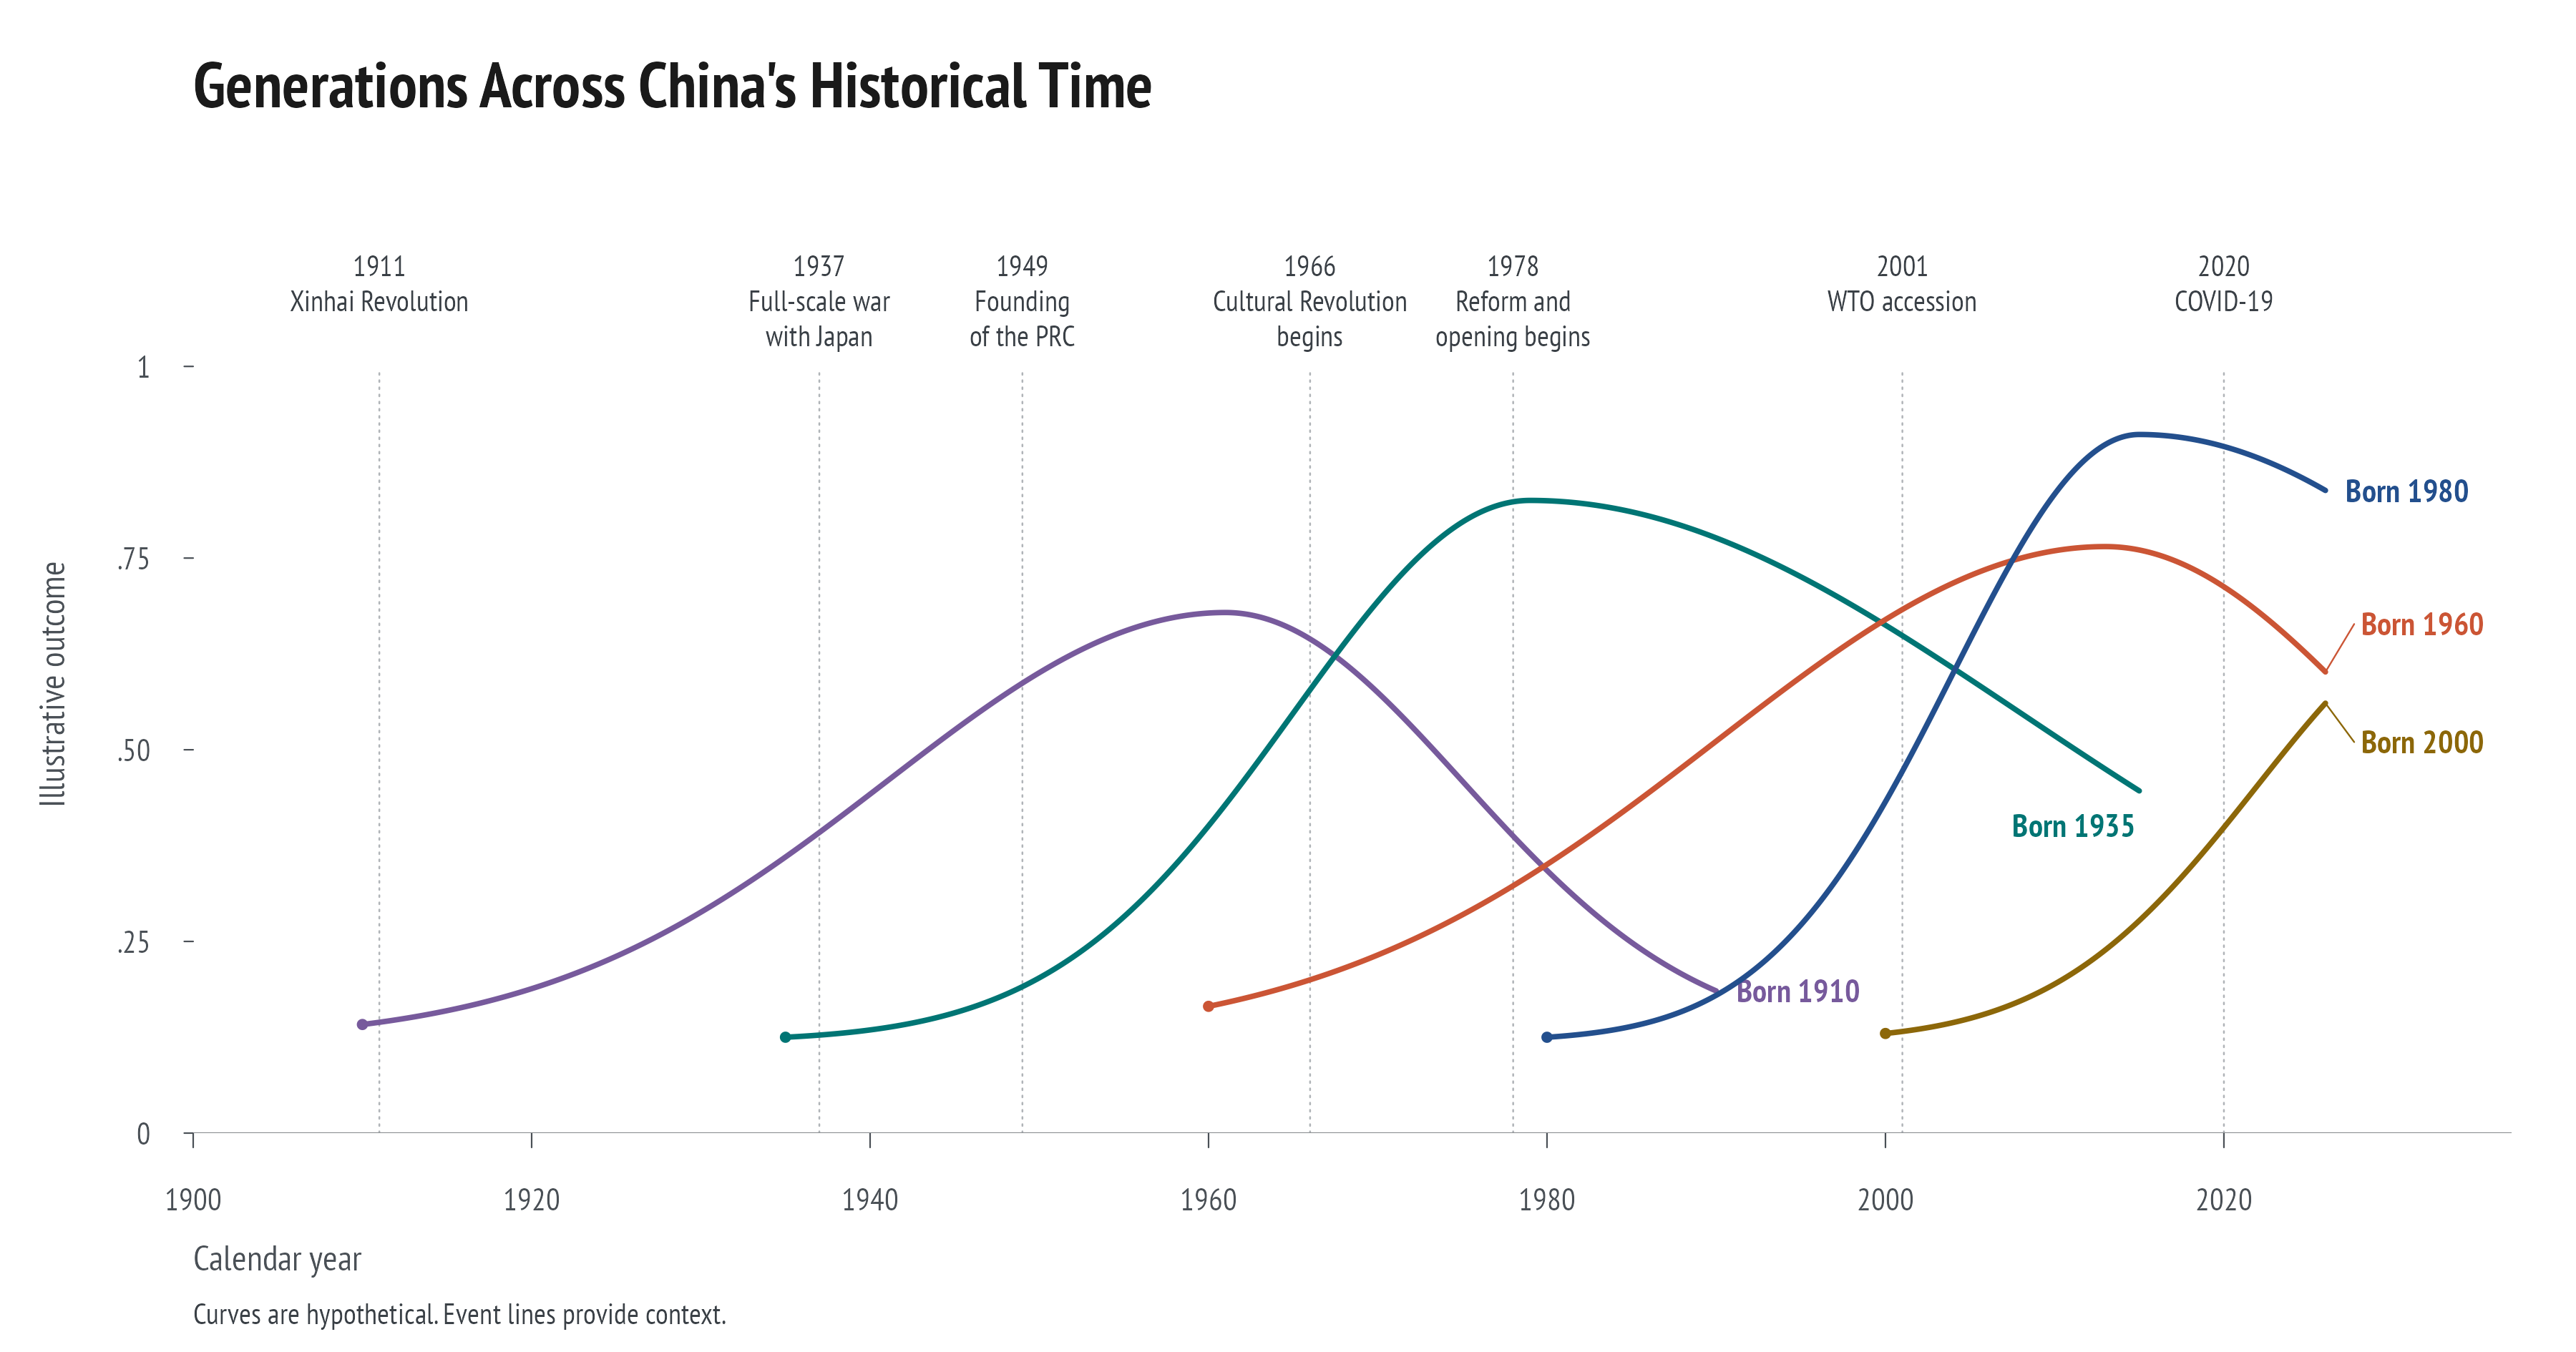 Generations Across China's Historical Time
1911
Xinhai Revolution
1937
Full-scale war
with Japan
1949
Founding
of the PRC
1966
Cultural Revolution
begins
1978
Reform and
opening begins
2001
WTO accession
2020
COVID-19
1
.75
.50
.25
0
Illustrative outcome
Born 1980
Born 1960
Born 2000
Born 1935
Born 1910
1900
1920
1940
1960
1980
2000
2020
Calendar year
Curves are hypothetical. Event lines provide context.